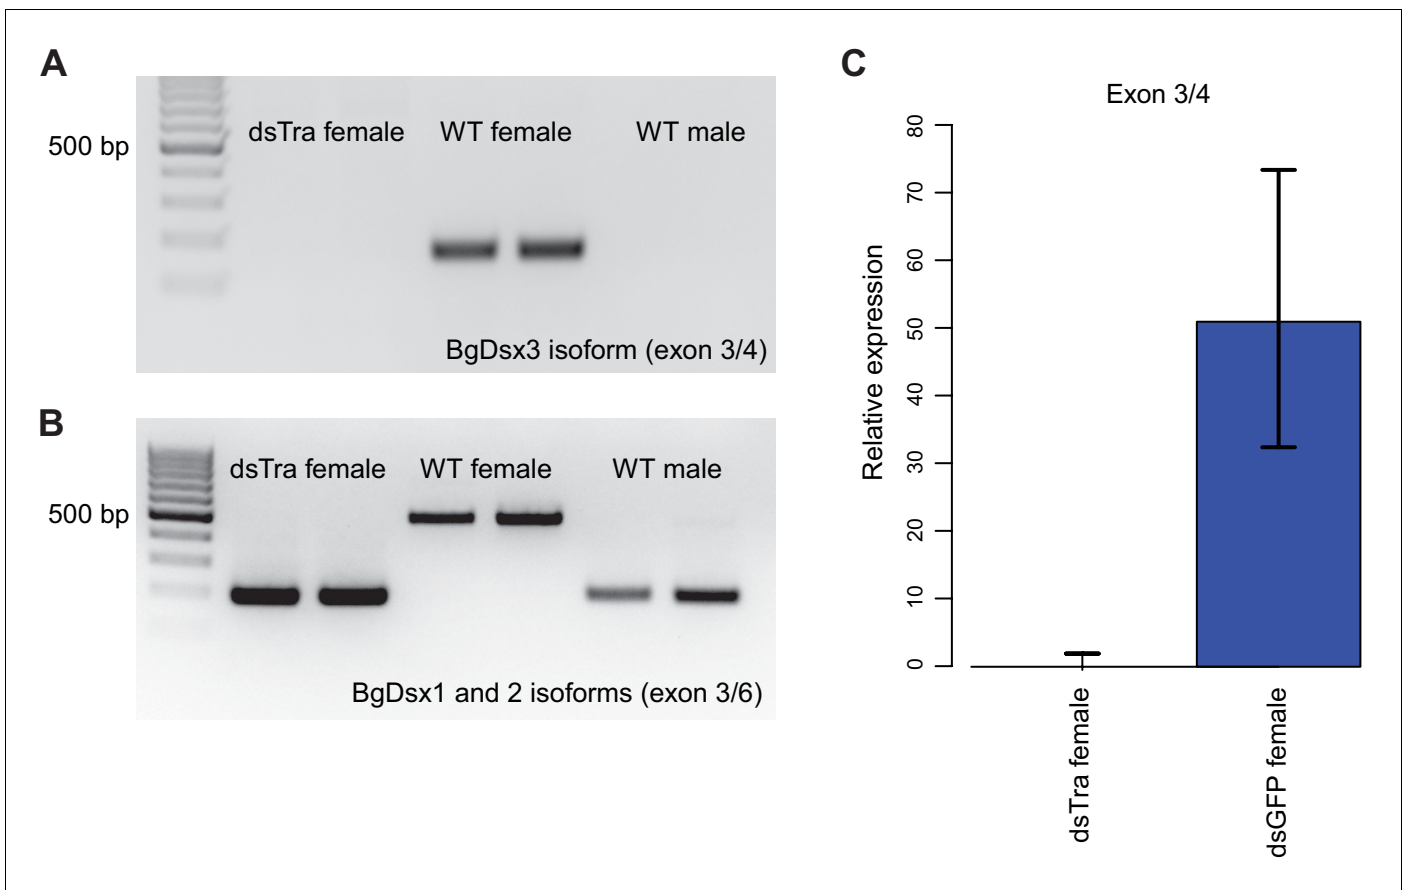 A
500 bp
dsTra female
WT female
WT male
BgDsx3 isoform (exon 3/4)
B
500 bp
dsTra female
WT female
WT male
BgDsx1 and 2 isoforms (exon 3/6)
C
Exon 3/4
Relative expression
80
70
60
50
40
30
20
10
0
dsTra female
dsGFP female